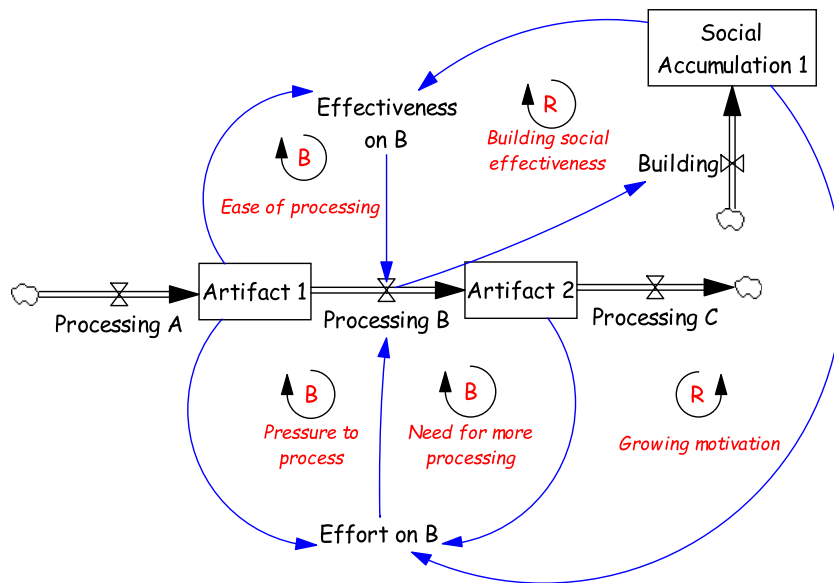 Social
Accumulation 1
Effectiveness
on B
R
Building social
effectiveness
B
Building
Ease of processing
Artifact 1
Artifact 2
Processing A
Processing B
Processing C
B
Pressure to
process
B
Need for more
processing
R
Growing motivation
Effort on B